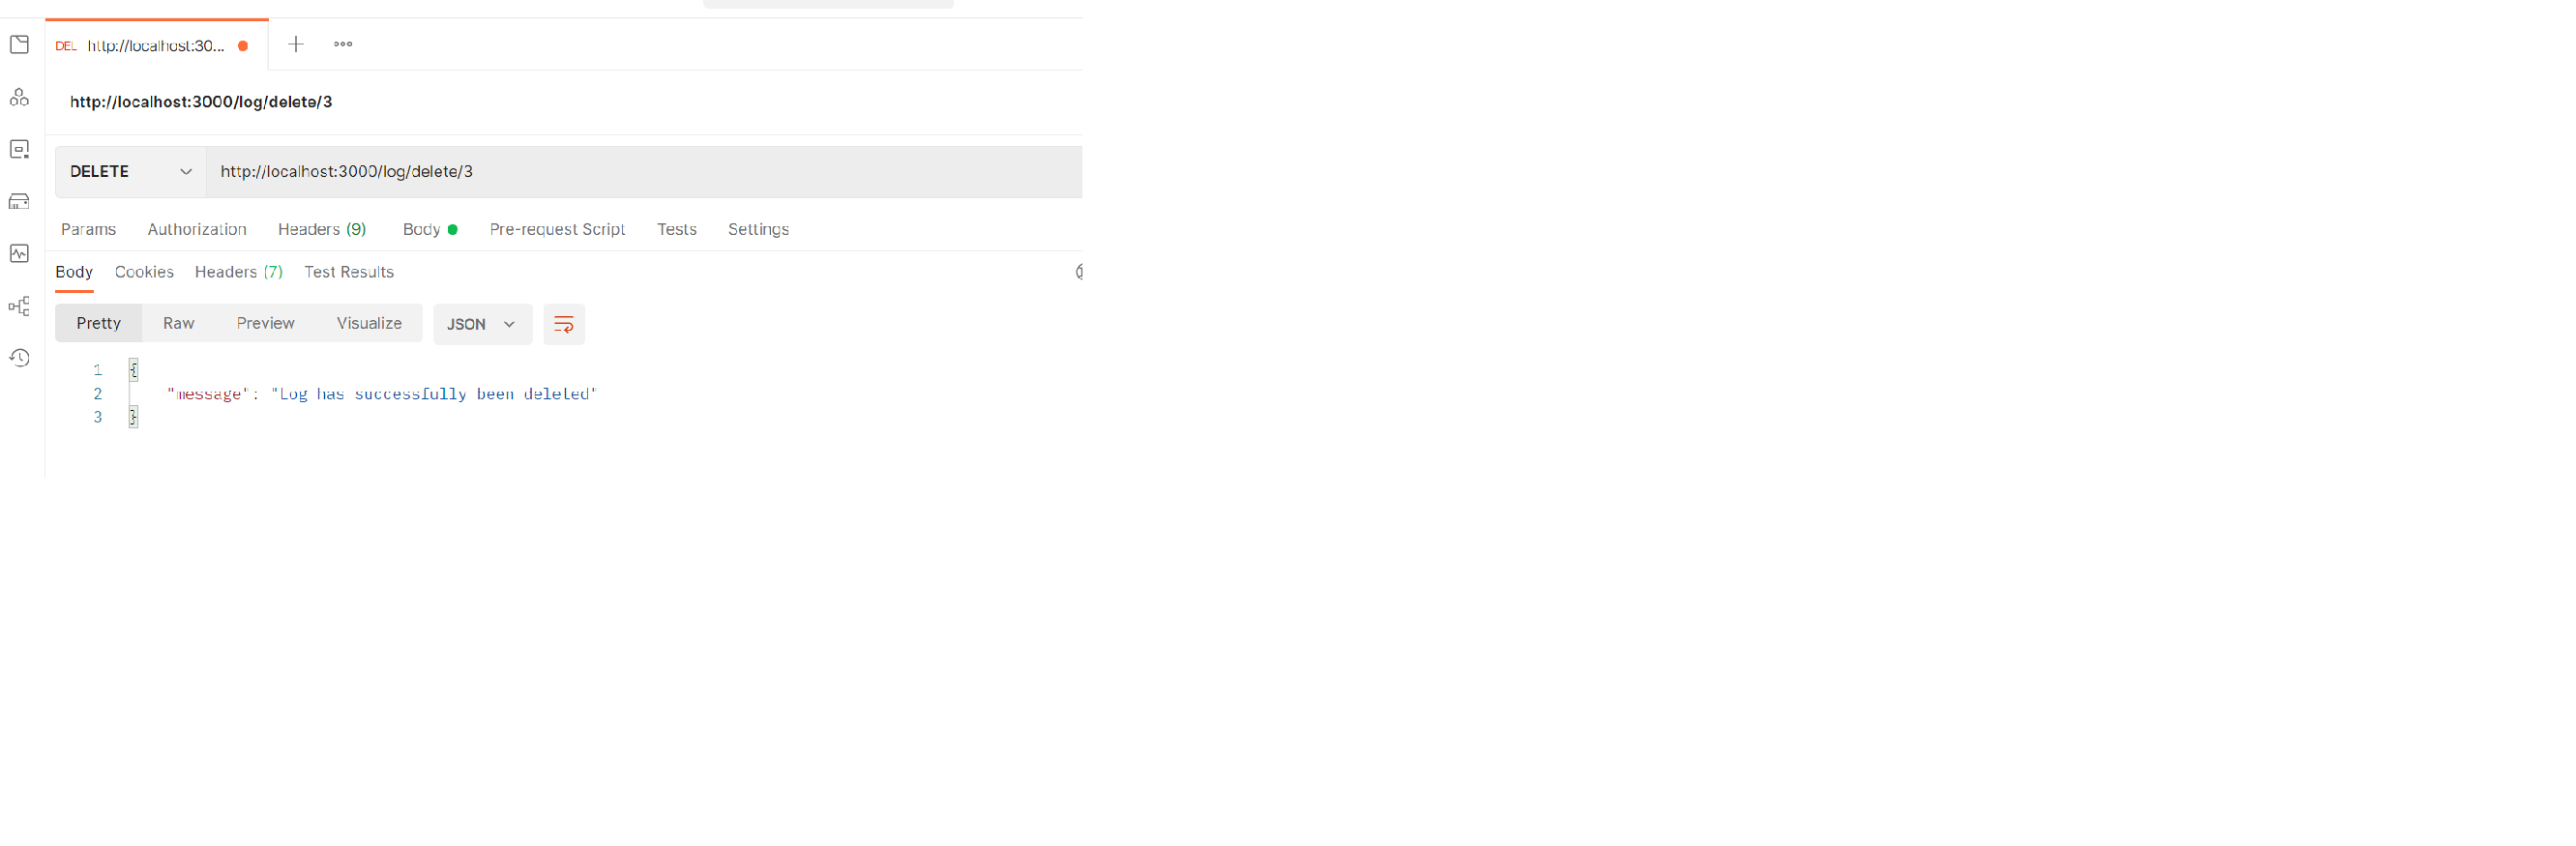 DEL http://localhost:30...
http://localhost:3000/log/delete/3
DELETE http://localhost:3000/log/delete/3
Params Authorization Headers (9) Body Pre-request Script Tests Settings
Body Cookies Headers (7) Test Results
Pretty Raw Preview Visualize JSON
1 {
2 "message": "Log has successfully been deleted"
3 }